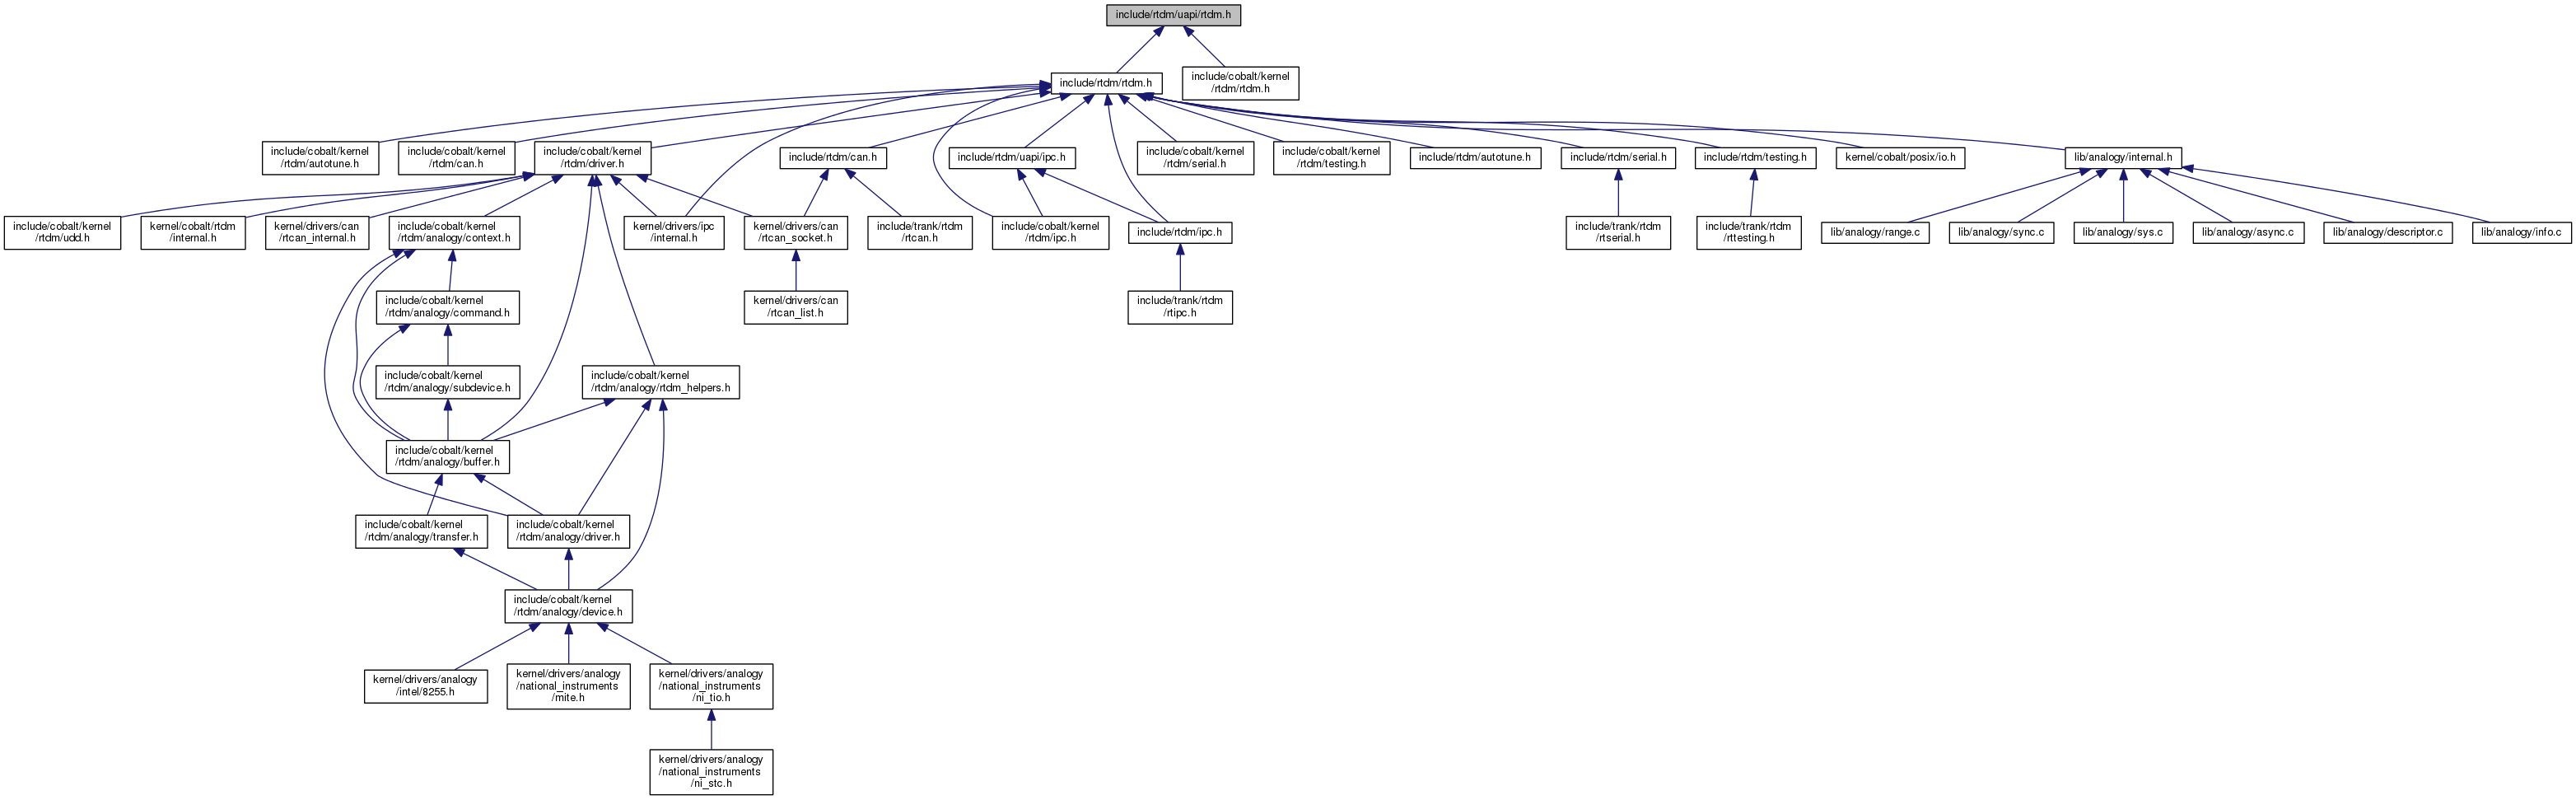 include/rtdm/uapi/rtdm.h
include/rtdm/rtdm.h
include/cobalt/kernel
/rtdm/rtdm.h
include/cobalt/kernel
/rtdm/autotune.h
include/cobalt/kernel
/rtdm/can.h
include/cobalt/kernel
/rtdm/driver.h
include/rtdm/can.h
include/rtdm/uapi/ipc.h
include/cobalt/kernel
/rtdm/serial.h
include/cobalt/kernel
/rtdm/testing.h
include/rtdm/autotune.h
include/rtdm/serial.h
include/rtdm/testing.h
kernel/cobalt/posix/io.h
lib/analogy/internal.h
include/cobalt/kernel
/rtdm/udd.h
kernel/cobalt/rtdm
/internal.h
kernel/drivers/can
/rtcan_internal.h
include/cobalt/kernel
/rtdm/analogy/context.h
kernel/drivers/ipc
/internal.h
kernel/drivers/can
/rtcan_socket.h
include/trank/rtdm
/rtcan.h
include/cobalt/kernel
/rtdm/ipc.h
include/rtdm/ipc.h
include/trank/rtdm
/rtserial.h
include/trank/rtdm
/rttesting.h
lib/analogy/range.c
lib/analogy/sync.c
lib/analogy/sys.c
lib/analogy/async.c
lib/analogy/descriptor.c
lib/analogy/info.c
include/cobalt/kernel
/rtdm/analogy/command.h
kernel/drivers/can
/rtcan_list.h
include/trank/rtdm
/rtipc.h
include/cobalt/kernel
/rtdm/analogy/subdevice.h
include/cobalt/kernel
/rtdm/analogy/rtdm_helpers.h
include/cobalt/kernel
/rtdm/analogy/buffer.h
include/cobalt/kernel
/rtdm/analogy/transfer.h
include/cobalt/kernel
/rtdm/analogy/driver.h
include/cobalt/kernel
/rtdm/analogy/device.h
kernel/drivers/analogy
/intel/8255.h
kernel/drivers/analogy
/national_instruments
/mite.h
kernel/drivers/analogy
/national_instruments
/ni_tio.h
kernel/drivers/analogy
/national_instruments
/ni_stc.h